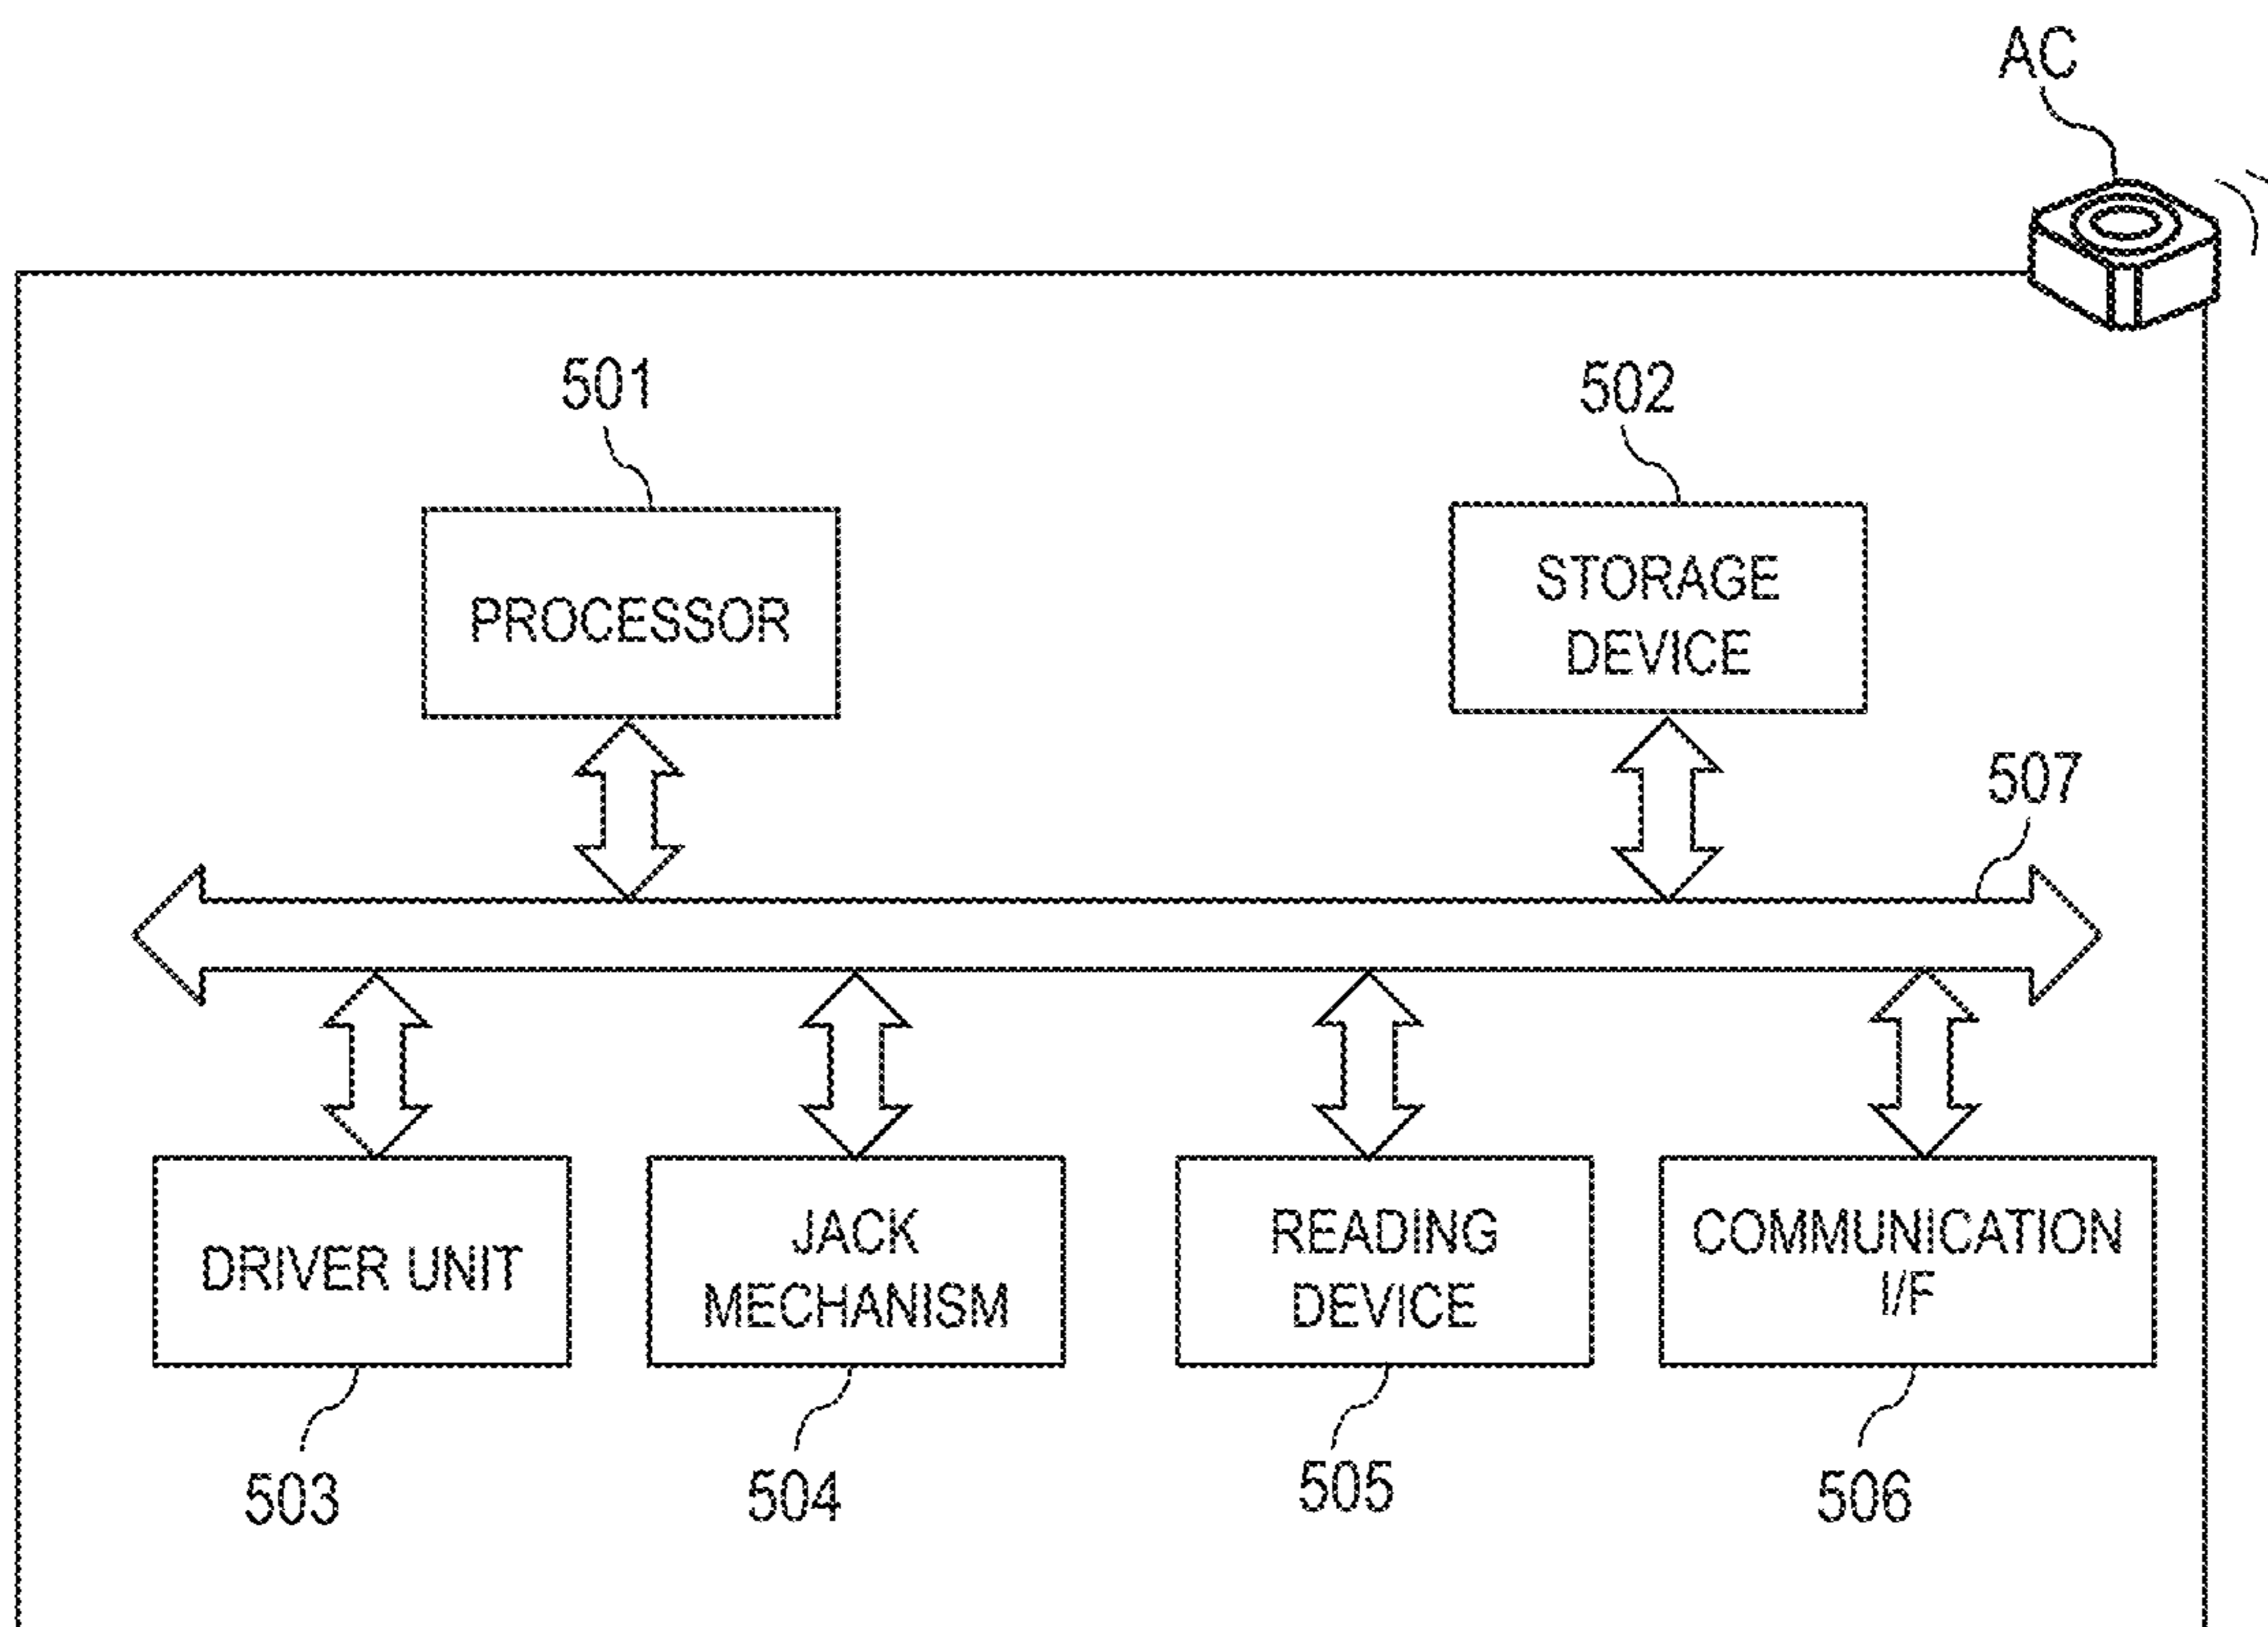 AC
501
502
PROCESSOR
STORAGE
DEVICE
507
DRIVER UNIT
JACK
MECHANISM
READING
DEVICE
COMMUNICATION
I/F
503
504
505
506